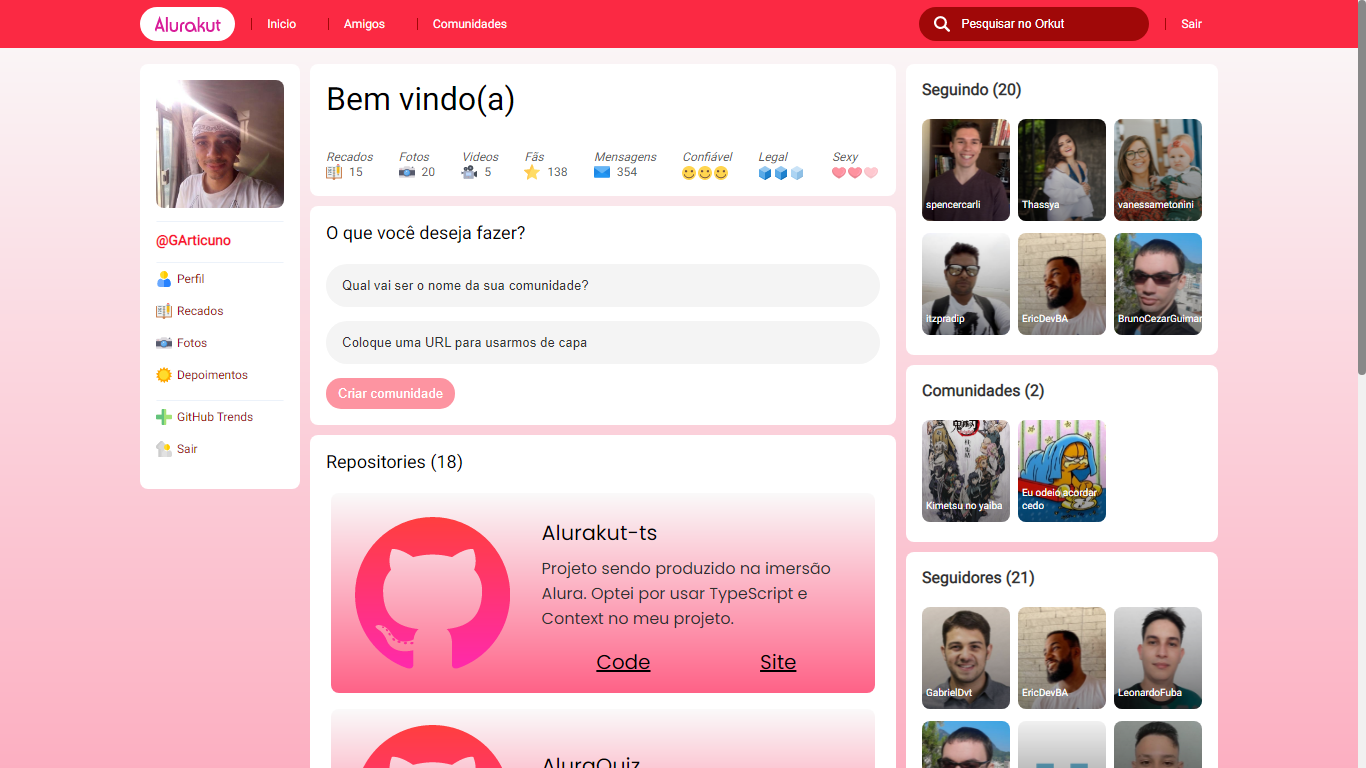 Alurakut
Inicio
Amigos
Comunidades
Pesquisar no Orkut
Sair
@GArticuno
Perfil
Recados
Fotos
Depoimentos
GitHub Trends
Sair
Bem vindo(a)
Recados Fotos Videos Fãs Mensagens Confiável Legal Sexy
15 20 5 138 354
O que você deseja fazer?
Qual vai ser o nome da sua comunidade?
Coloque uma URL para usarmos de capa
Criar comunidade
Repositories (18)
Alurakut-ts
Projeto sendo produzido na imersão
Alura. Optei por usar TypeScript e
Context no meu projeto.
Code Site
AluraQuiz
Seguindo (20)
spencercarli Thassya vanessametonini
itzpradip EricDevBA BrunoCezarGuimar
Comunidades (2)
Kimetsu no yaiba
Eu odeio acordar
cedo
Seguidores (21)
GabrielDvt EricDevBA LeonardoFuba